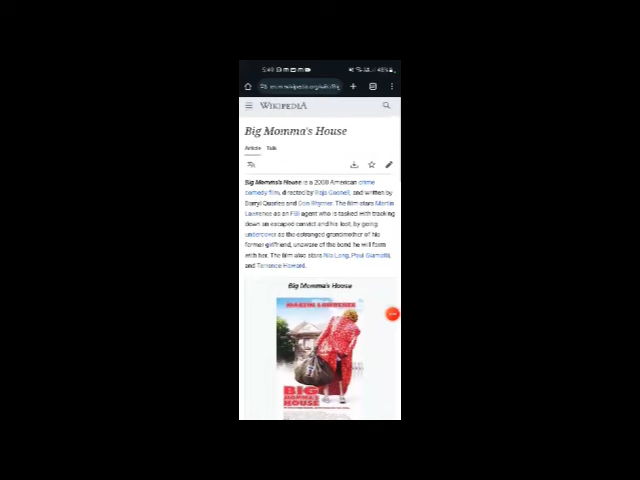 WIKIPEDIA
Big Momma's House
Article Talk
Big Momma's House is a 2000 American crime
comedy film, directed by Raja Gosnell, and written by
Darryl Quarles and Don Rhymer. The film stars Martin
Lawrence as an FBI agent who is tasked with tracking
down an escaped convict and his loot, by going
undercover as the estranged grandmother of his
former girlfriend, unaware of the bond he will form
with her. The film also stars Nia Long, Paul Giamatti,
and Terrence Howard.
Big Momma's House
MARTIN LAWRENCE
BIG
MOMMA'S
HOUSE